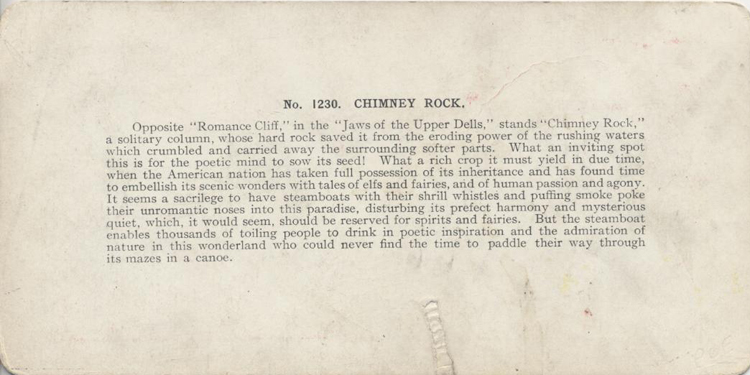 No. 1230. CHIMNEY ROCK.
Opposite "Romance Cliff," in the "Jaws of the Upper Dells," stands "Chimney Rock,"
a solitary column, whose hard rock saved it from the eroding power of the rushing waters
which crumbled and carried away the surrounding softer parts. What an inviting spot
this is for the poetic mind to sow its seed! What a rich crop it must yield in due time,
when the American nation has taken full possession of its inheritance and has found time
to embellish its scenic wonders with tales of elfs and fairies, and of human passion and agony.
It seems a sacrilege to have steamboats with their shrill whistles and puffing smoke poke
their unromantic noses into this paradise, disturbing its prefect harmony and mysterious
quiet, which, it would seem, should be reserved for spirits and fairies. But the steamboat
enables thousands of toiling people to drink in poetic inspiration and the admiration of
nature in this wonderland who could never find the time to paddle their way through
its mazes in a canoe.